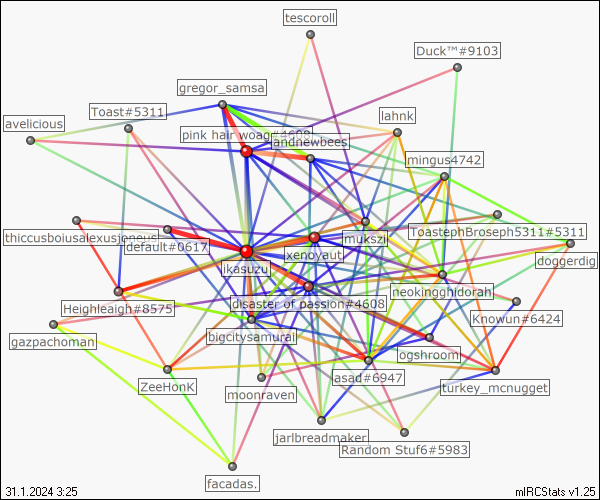 tescoroll
Duck™#9103
gregor_samsa
Toast#5311
lahnk
avelicious
pink hair woag#4608
andnewbees
mingus4742
ToastephBroseph5311#5311
thiccusboiusalexusjoneus
default#0617
mukszi
xenoyaut
doggerdig
ikasuzu
neokingghidorah
disaster of passion#4608
Heighleaigh#8575
Knowun#6424
bigcitysamurai
gazpachoman
ogshroom
ZeeHonK
asad#6947
moonraven
turkey_mcnugget
jarlbreadmaker
Random Stuf6#5983
facadas.
31.1.2024 3:25
mIRCStats v1.25